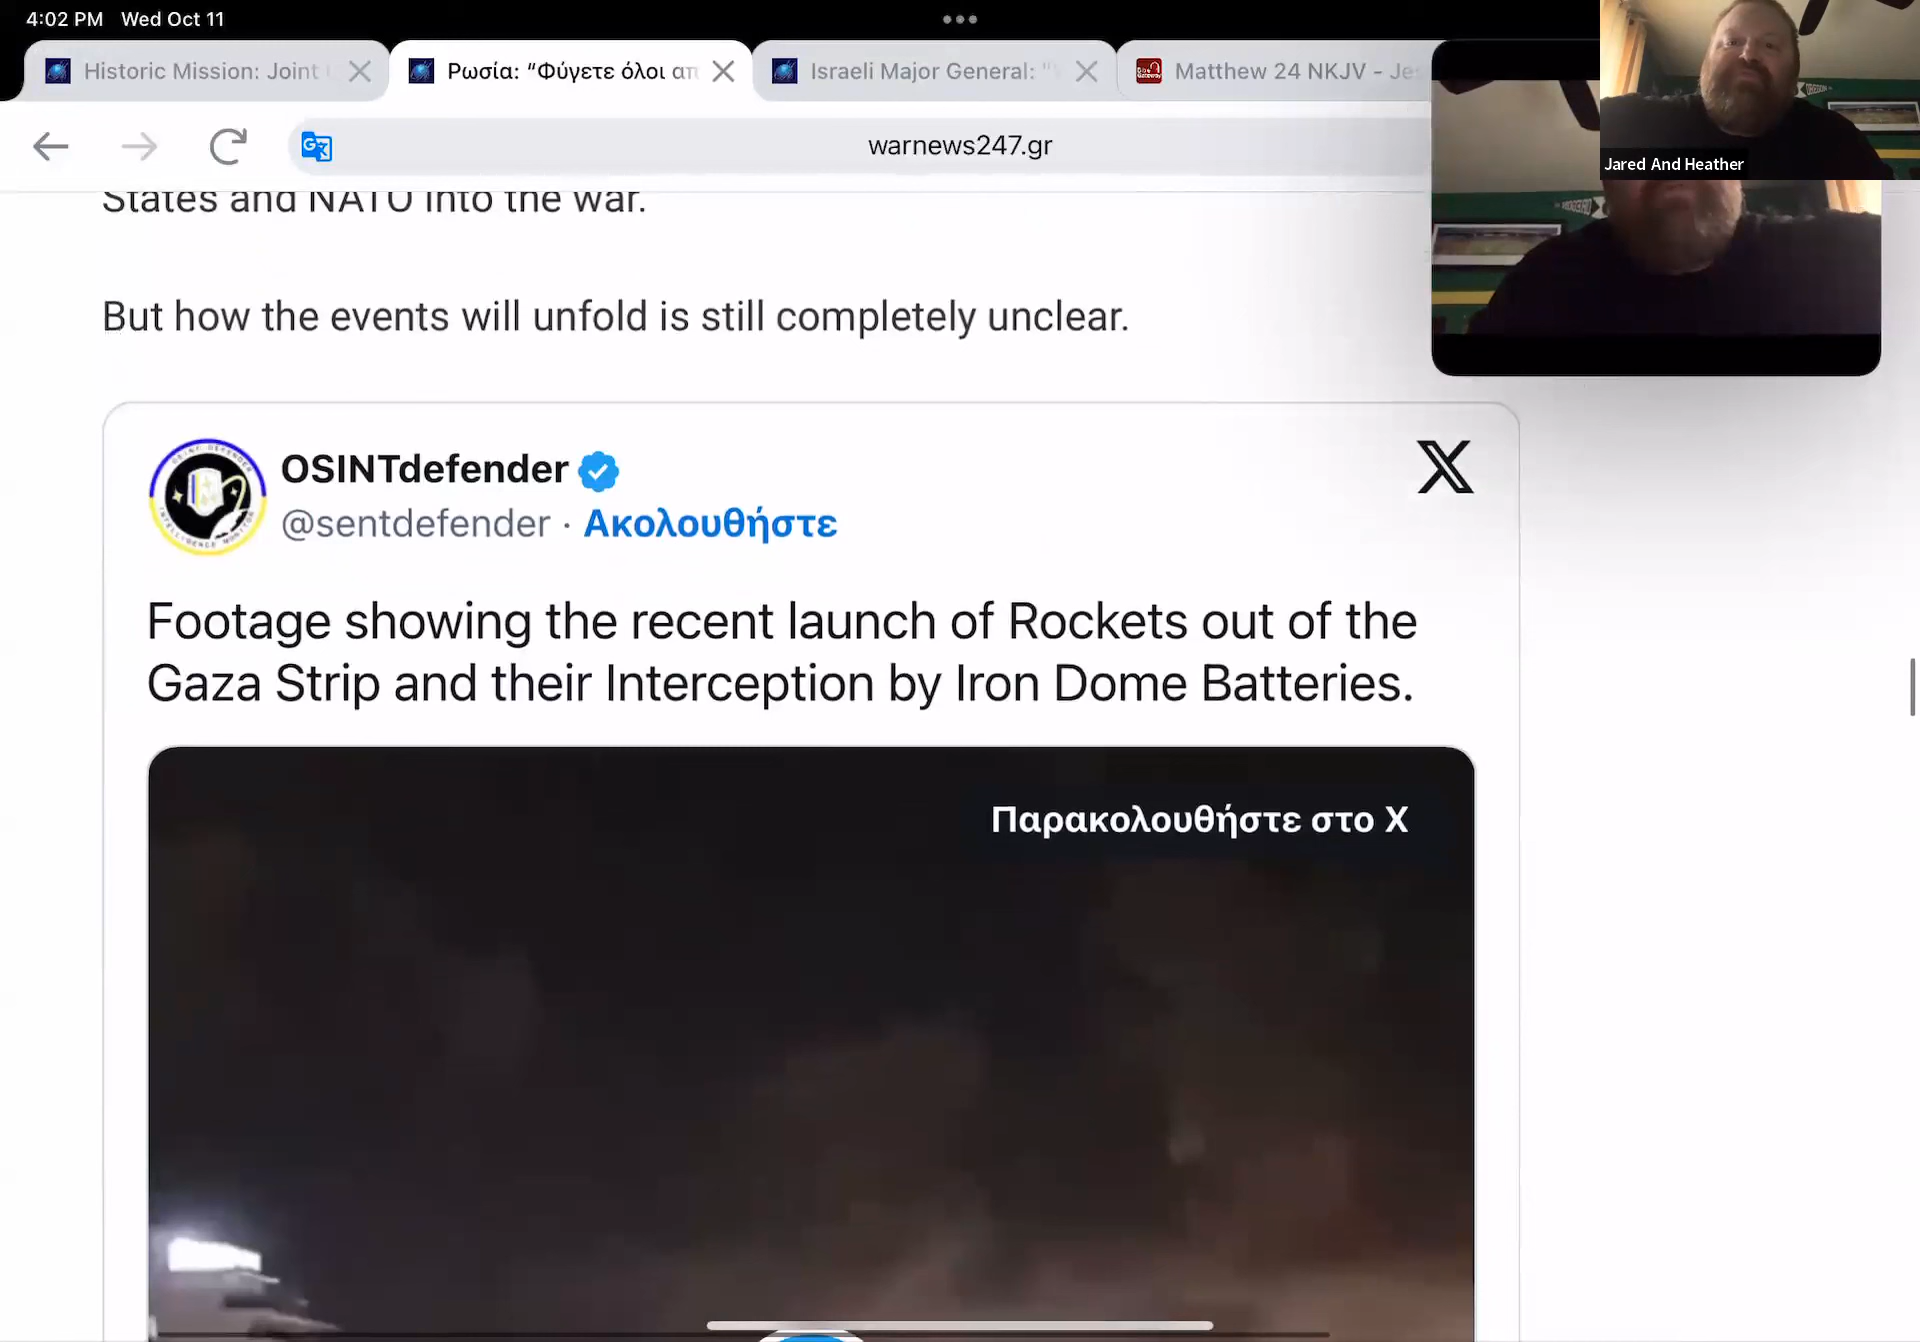 4:02 PM Wed Oct 11
Historic Mission: Joint
Ρωσία: “Φύγετε όλοι απ
Israeli Major General: "
Matthew 24 NKJV - Jes
warnews247.gr
Jared And Heather
States and NATO into the war.
But how the events will unfold is still completely unclear.
OSINTdefender
@sentdefender · Ακολουθήστε
Footage showing the recent launch of Rockets out of the
Gaza Strip and their Interception by Iron Dome Batteries.
Παρακολουθήστε στο X